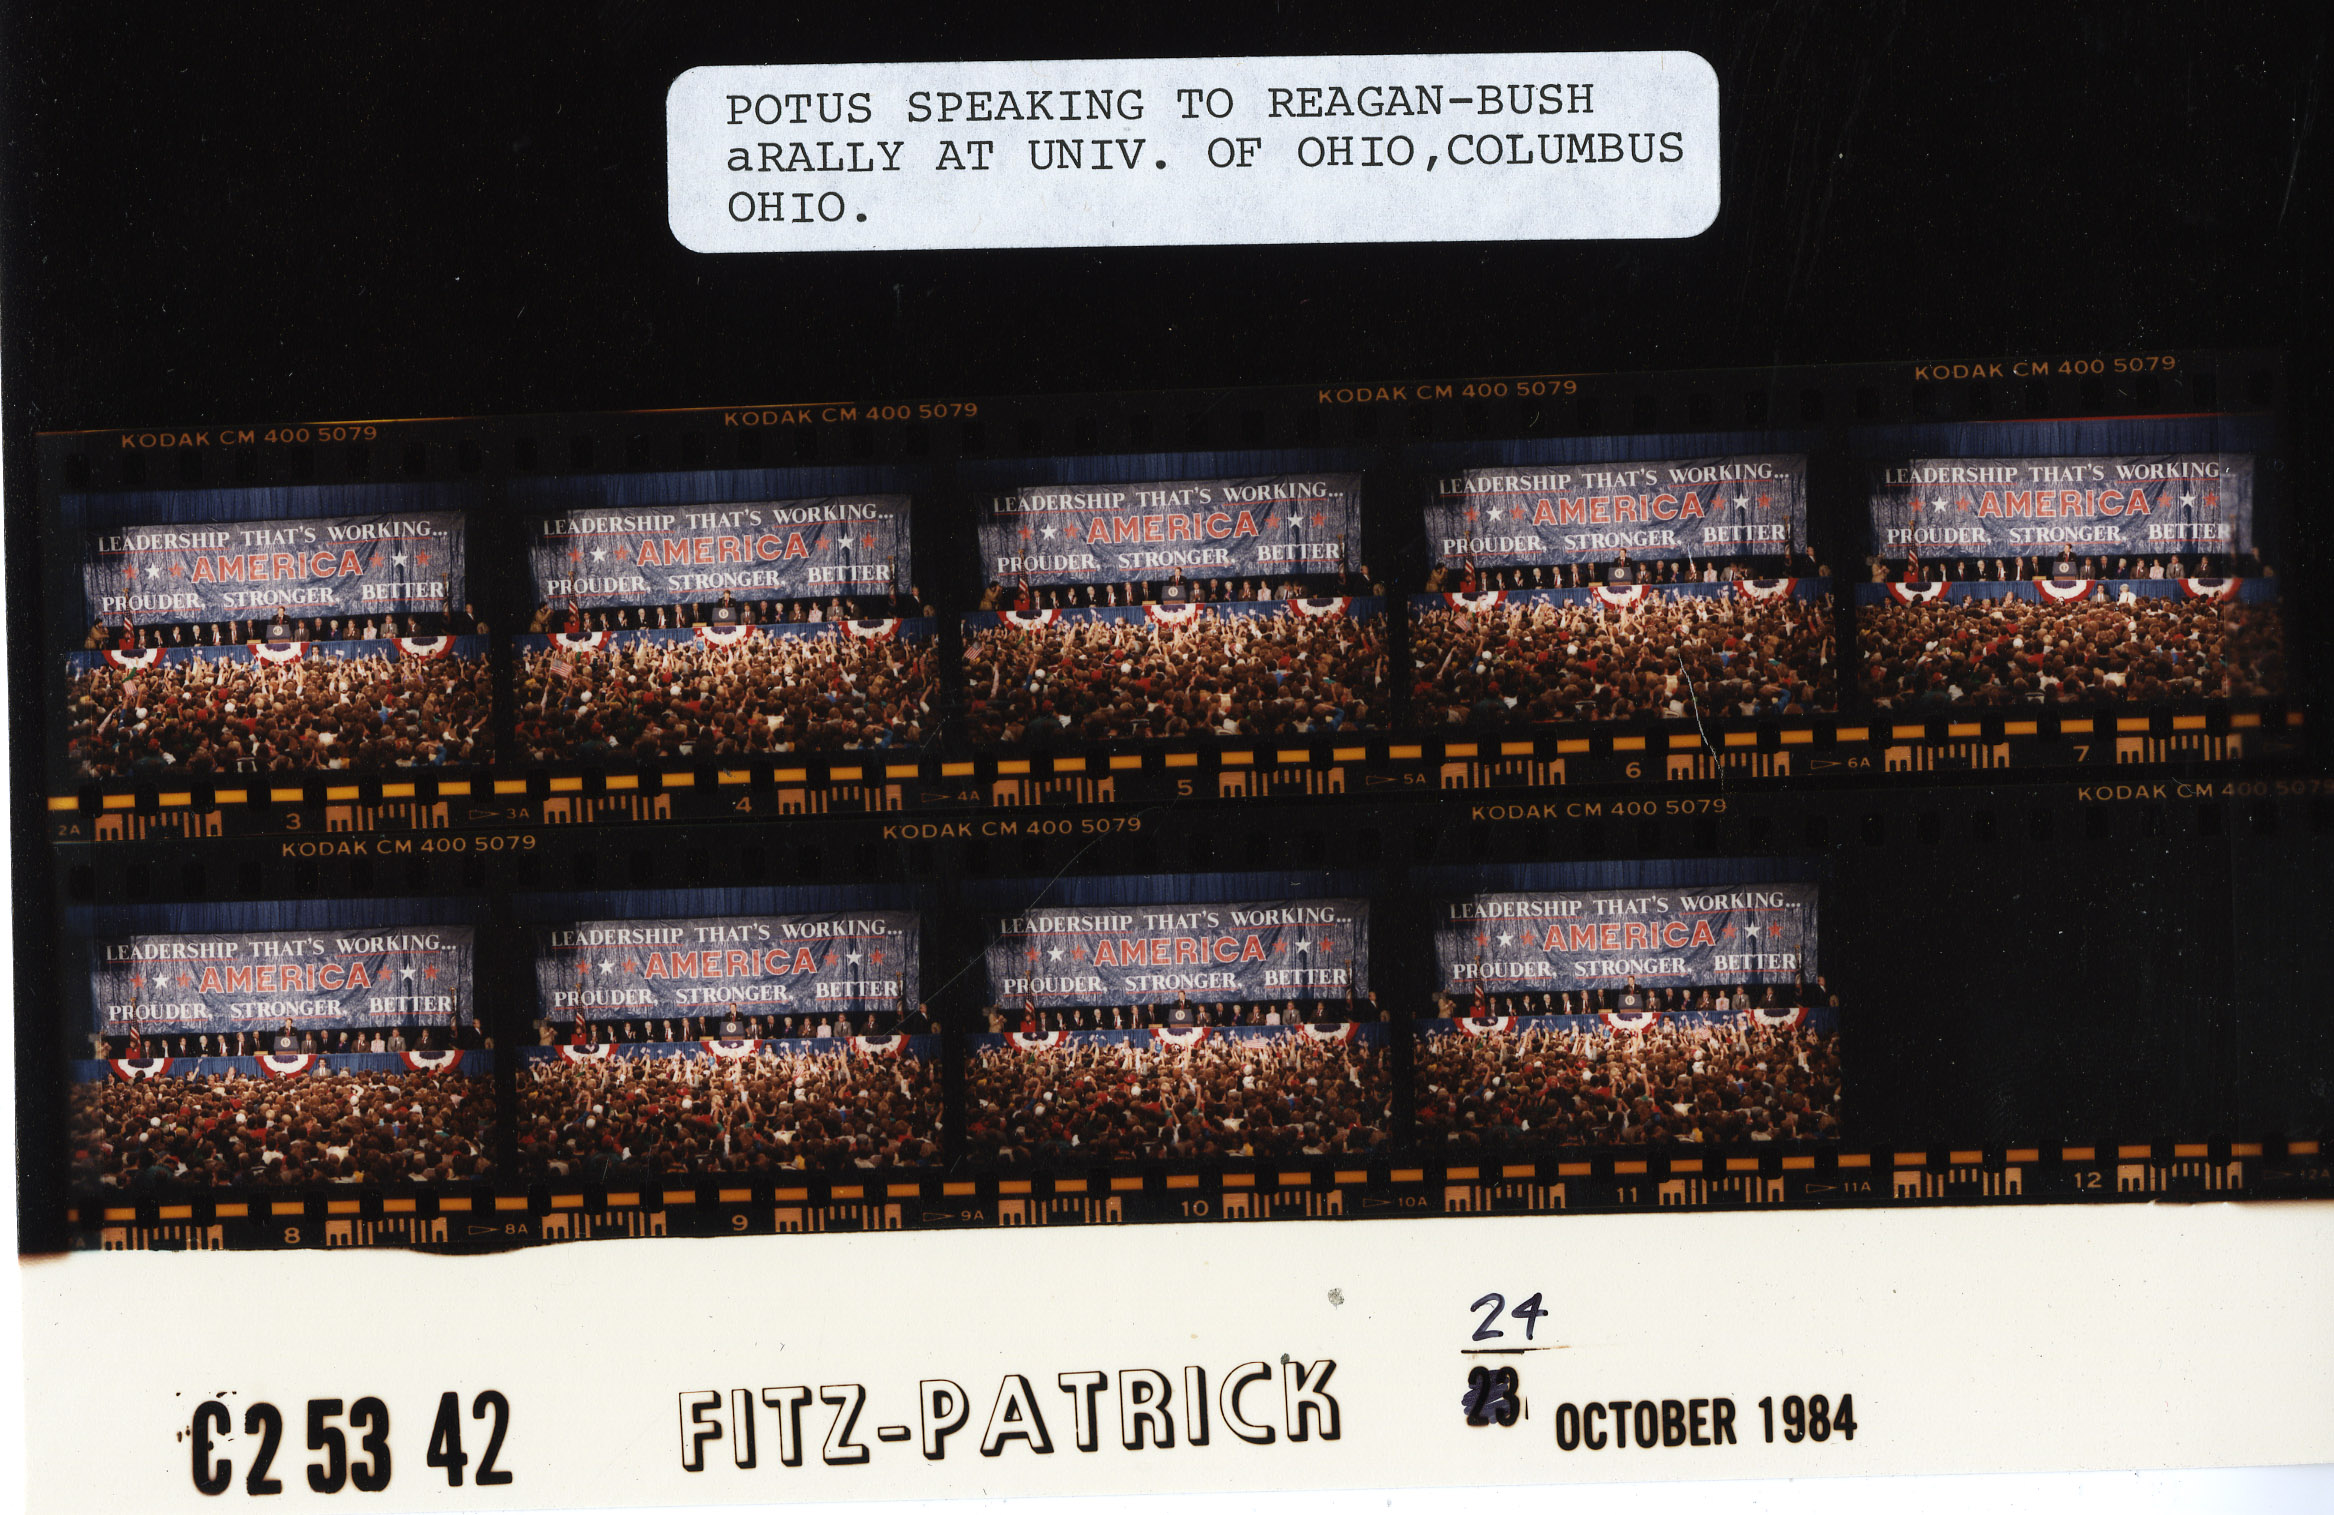 POTUS SPEAKING TO REAGAN-BUSH
aRALLY AT UNIV. OF OHIO,COLUMBUS
OHIO.
KODAK CM 400 5079 KODAK CM 400 5079 KODAK CM 400 5079 KODAK CM 400 5079
LEADERSHIP THAT'S WORKING...
AMERICA
PROUDER, STRONGER, BETTER!
LEADERSHIP THAT'S WORKING...
AMERICA
PROUDER, STRONGER, BETTER!
LEADERSHIP THAT'S WORKING...
AMERICA
PROUDER, STRONGER, BETTER!
LEADERSHIP THAT'S WORKING...
AMERICA
PROUDER, STRONGER, BETTER!
LEADERSHIP THAT'S WORKING..
AMERICA
PROUDER, STRONGER, BETTER
2A 3 3A 4 4A 5 5A 6 6A 7
KODAK CM 400 5079 KODAK CM 400 5079 KODAK CM 400 5079 KODAK CM 400 5079
LEADERSHIP THAT'S WORKING...
AMERICA
PROUDER, STRONGER, BETTER!
LEADERSHIP THAT'S WORKING...
AMERICA
PROUDER, STRONGER, BETTER!
LEADERSHIP THAT'S WORKING...
AMERICA
PROUDER, STRONGER, BETTER!
LEADERSHIP THAT'S WORKING...
AMERICA
PROUDER, STRONGER, BETTER!
8 8A 9 9A 10 10A 11 11A 12 12A
24
C2 53 42 FITZ-PATRICK 23 OCTOBER 1984